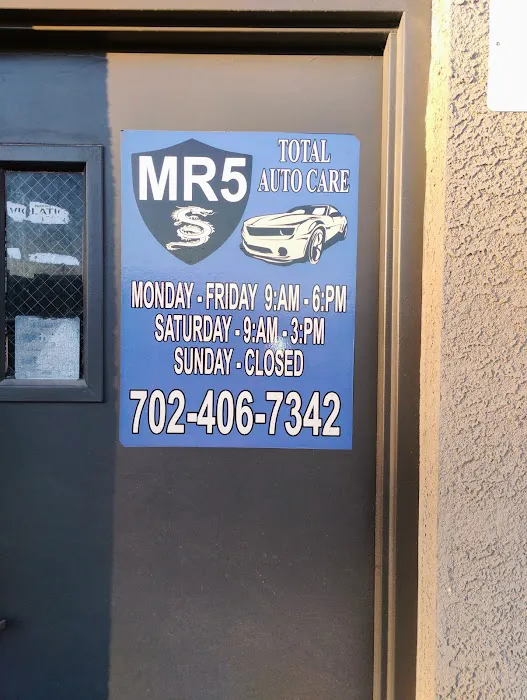 MR5
TOTAL
AUTO CARE
MONDAY - FRIDAY 9:AM - 6:PM
SATURDAY - 9:AM - 3:PM
SUNDAY - CLOSED
702-406-7342